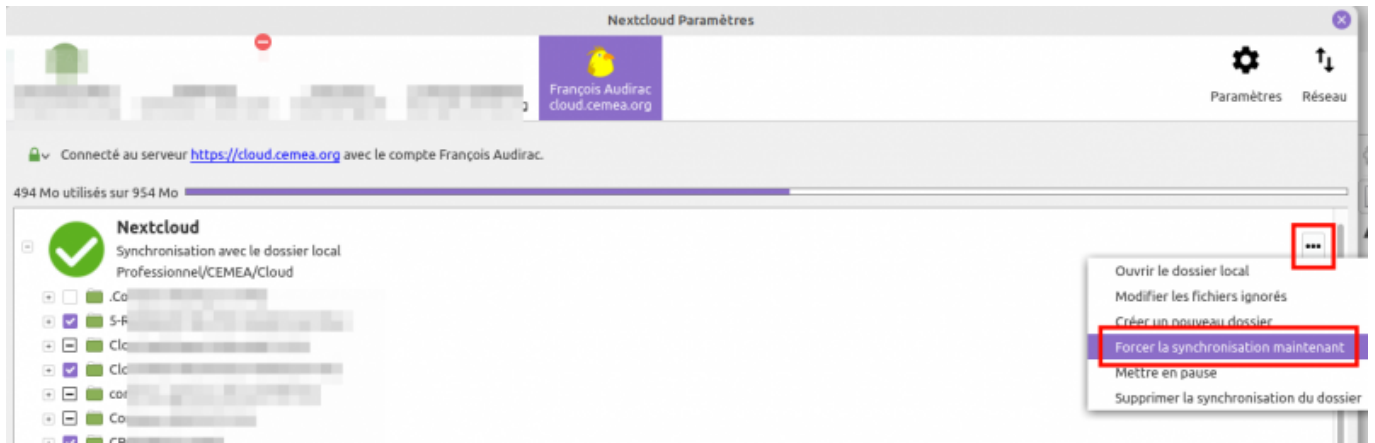 Nextcloud Paramètres
François Audirac
cloud.cemea.org
Paramètres
Réseau
Connecté au serveur https://cloud.cemea.org avec le compte François Audirac.
494 Mo utilisés sur 954 Mo
Nextcloud
Synchronisation avec le dossier local
Professionnel/CEMEA/Cloud
Ouvrir le dossier local
Modifier les fichiers ignorés
Créer un nouveau dossier
Forcer la synchronisation maintenant
Mettre en pause
Supprimer la synchronisation du dossier